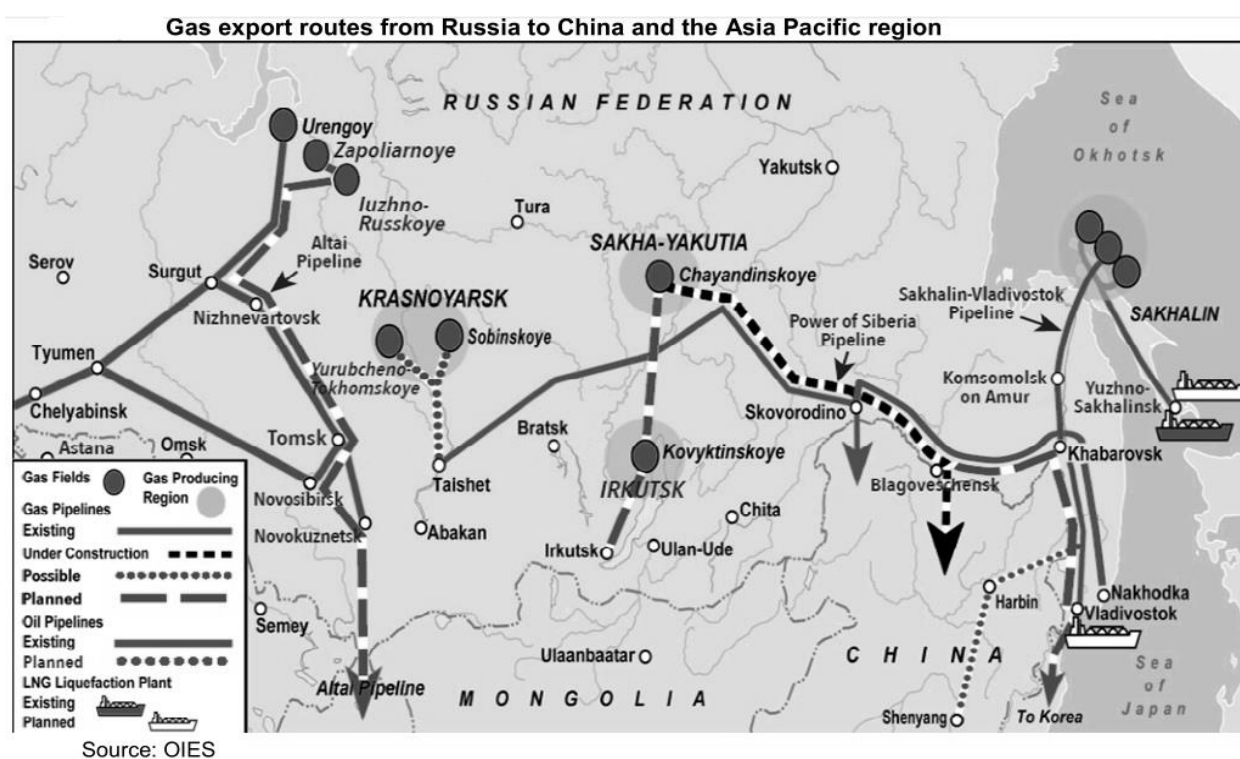 Gas export routes from Russia to China and the Asia Pacific region
RUSSIAN FEDERATION
Sea
of
Okhotsk
Urengoy
Zapoliarnoye
Iuzhno-
Russkoye
Yakutsk
Tura
Altai
Pipeline
SAKHA-YAKUTIA
Chayandinskoye
Serov
Surgut
Nizhnevartovsk
KRASNOYARSK
Sobinskoye
Yurubcheno-
Tokhomskoye
Power of Siberia
Pipeline
Sakhalin-Vladivostok
Pipeline
SAKHALIN
Tyumen
Chelyabinsk
Komsomolsk
on Amur
Yuzhno-
Sakhalinsk
Skovorodino
Tomsk
Bratsk
Kovyktinskoye
IRKUTSK
Khabarovsk
Astana
Omsk
Taishet
Blagoveschensk
Novosibirsk
Novokuznetsk
Abakan
Chita
Irkutsk
Ulan-Ude
Harbin
Nakhodka
Vladivostok
Semey
Ulaanbaatar
CHINA
Sea
of
Japan
Altai Pipeline
MONGOLIA
Shenyang
To Korea
Gas Fields
Gas Producing
Region
Gas Pipelines
Existing
Under Construction
Possible
Planned
Oil Pipelines
Existing
Planned
LNG Liquefaction Plant
Existing
Planned
Source: OIES